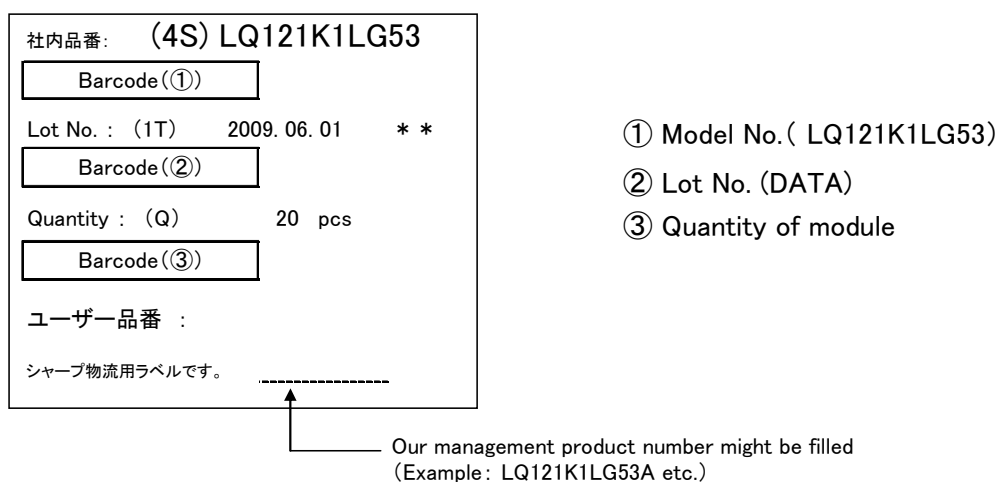 社内品番: (4S) LQ121K1LG53
Barcode(①)
Lot No. : (1T) 2009. 06. 01 * *
Barcode(②)
Quantity : (Q) 20 pcs
Barcode(③)
ユーザー品番 :
シャープ物流用ラベルです。
① Model No.( LQ121K1LG53)
② Lot No. (DATA)
③ Quantity of module
Our management product number might be filled
(Example: LQ121K1LG53A etc.)